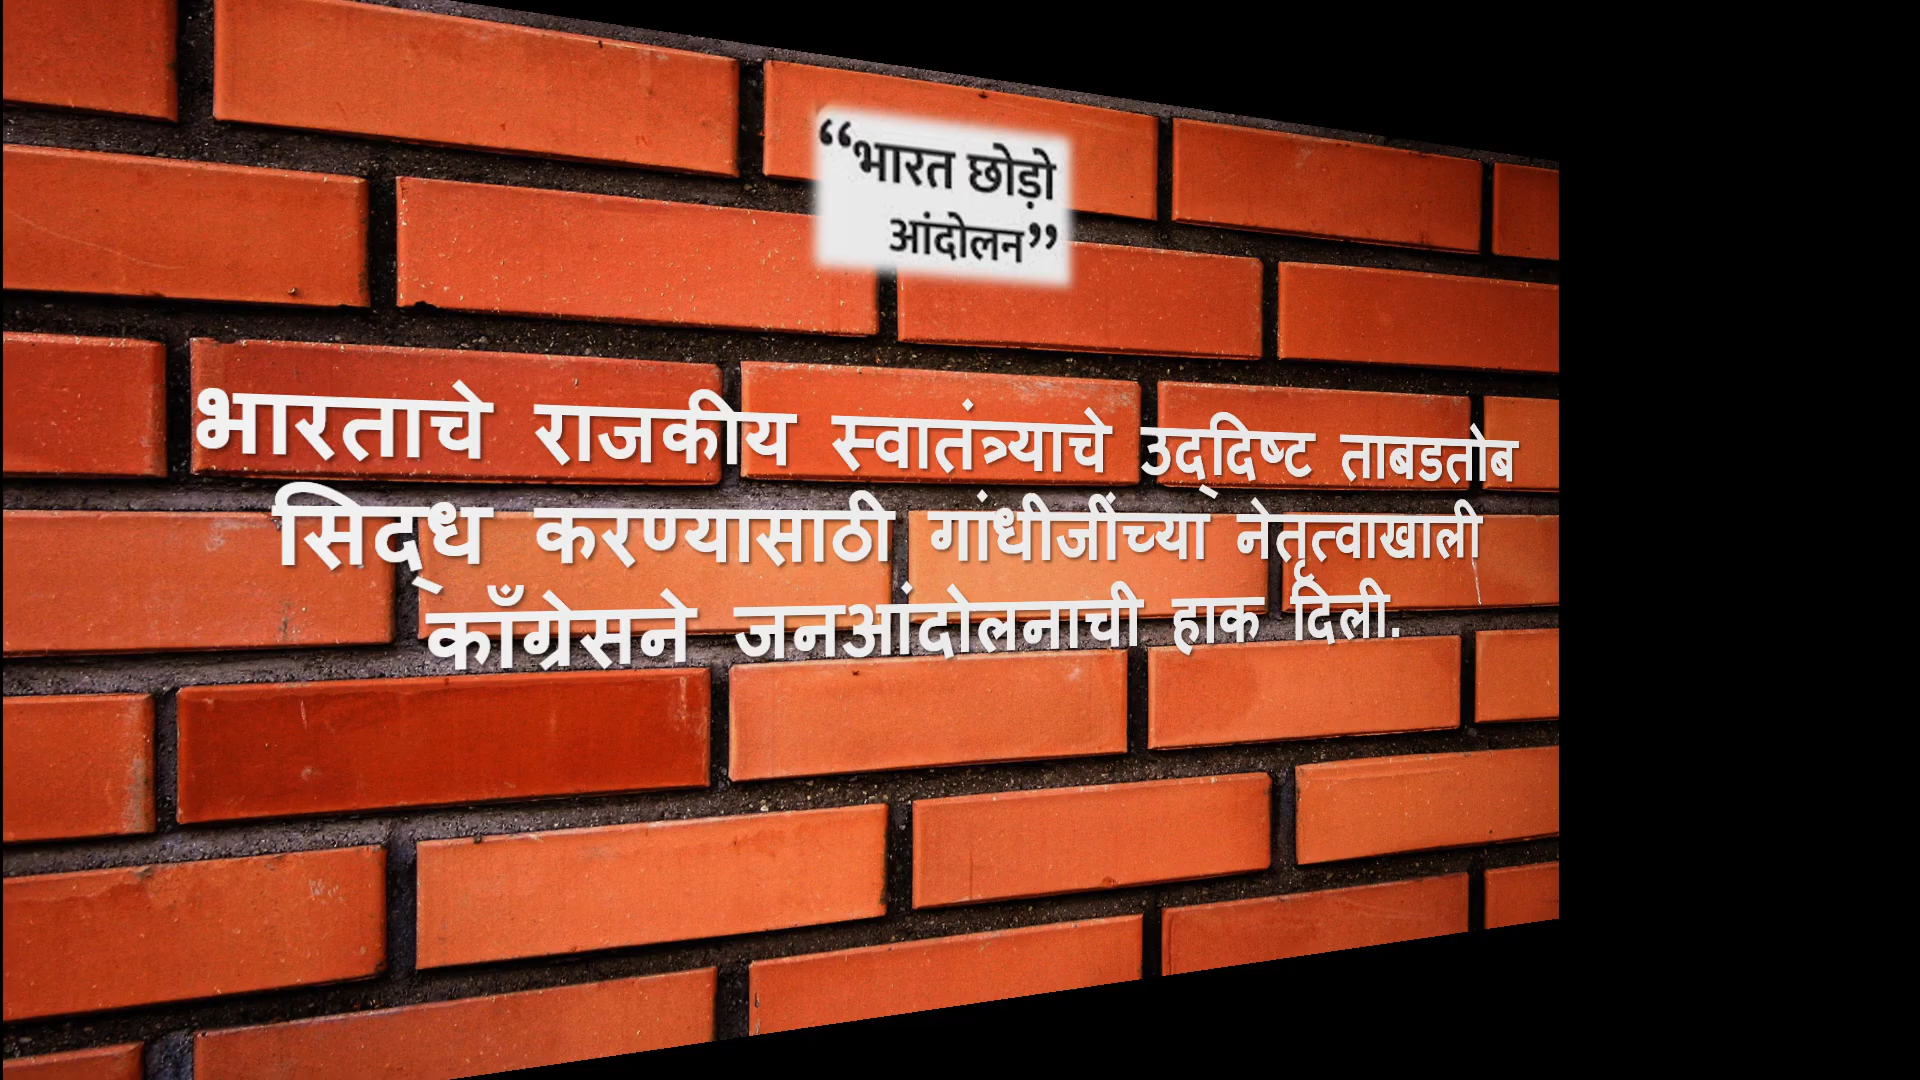 “भारत छोड़ो
आंदोलन”
भारताचे राजकीय स्वातंत्र्याचे उद्‌दिष्ट ताबडतोब
सिद्‌ध करण्यासाठी गांधीजींच्या नेतृत्वाखाली
काँग्रेसने जनआंदोलनाची हाक दिली.